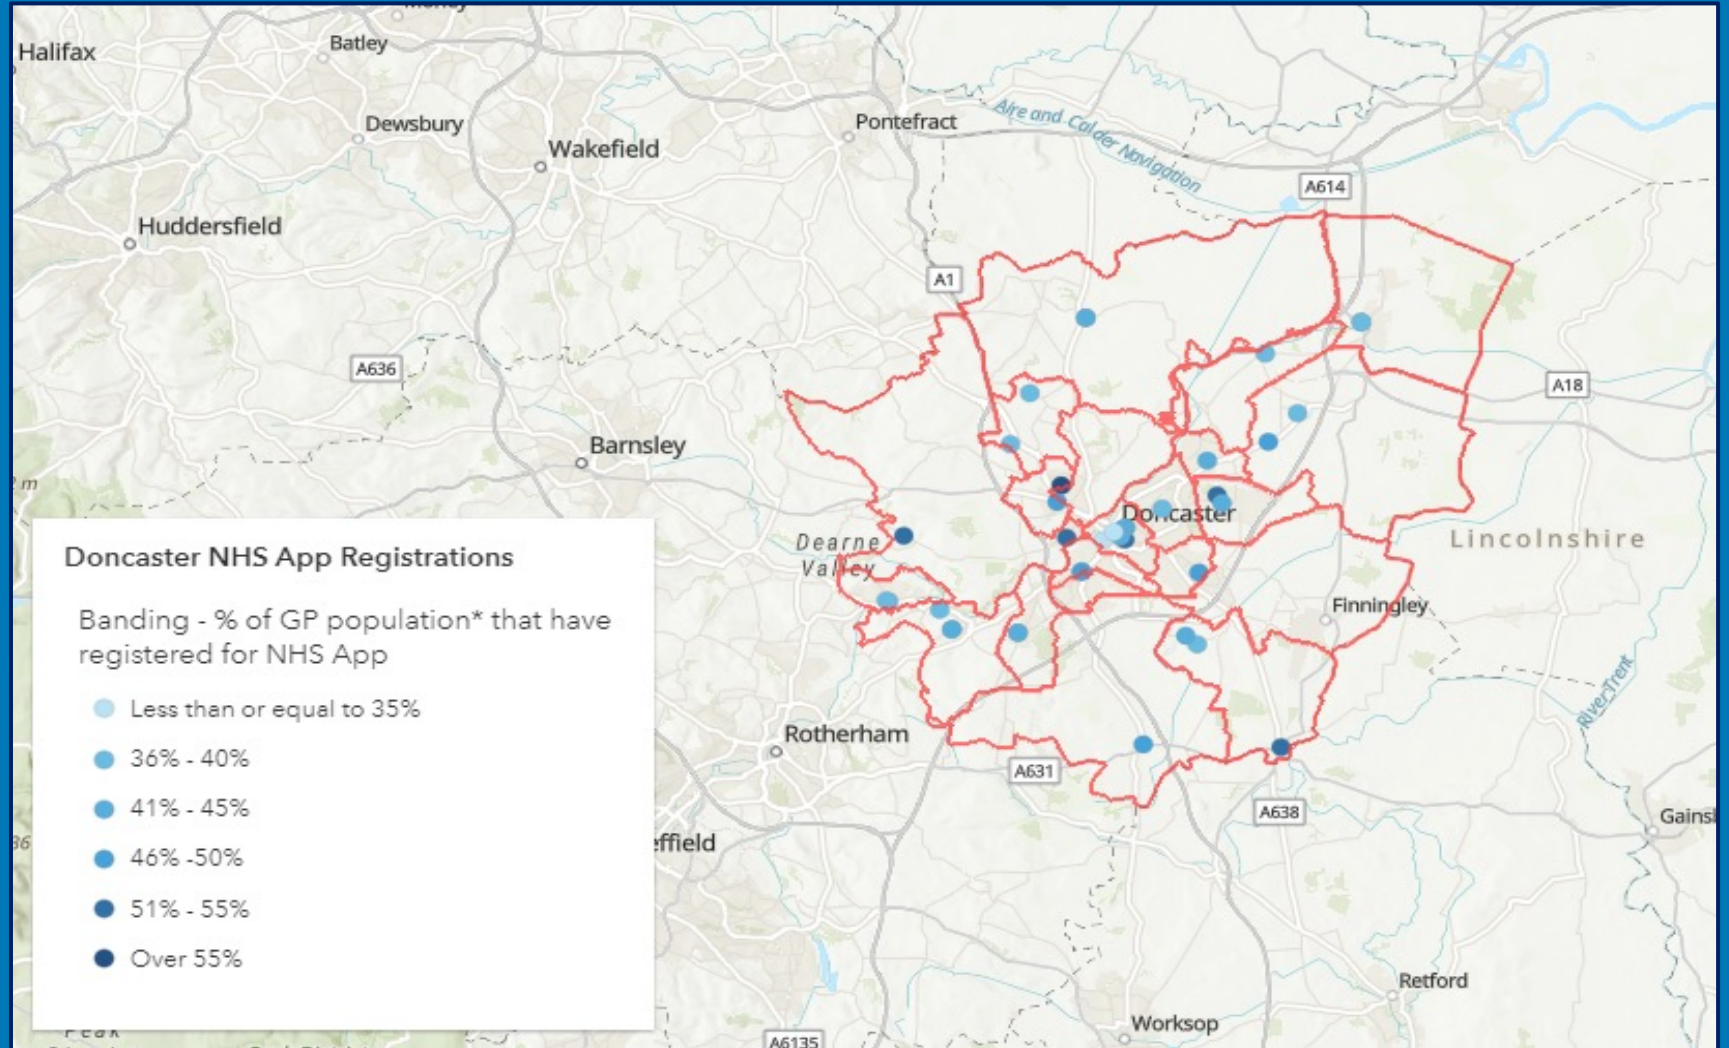 Halifax
Batley
Dewsbury
Wakefield
Pontefract
Aire and Calder Navigation
A614
Huddersfield
A1
A636
A18
Barnsley
Doncaster
Dearne
Valley
Lincolnshire
Finningley
River Trent
Rotherham
A631
A638
Gains
effield
Retford
Worksop
A6135
Doncaster NHS App Registrations
Banding - % of GP population* that have
registered for NHS App
Less than or equal to 35%
36% - 40%
41% - 45%
46% -50%
51% - 55%
Over 55%